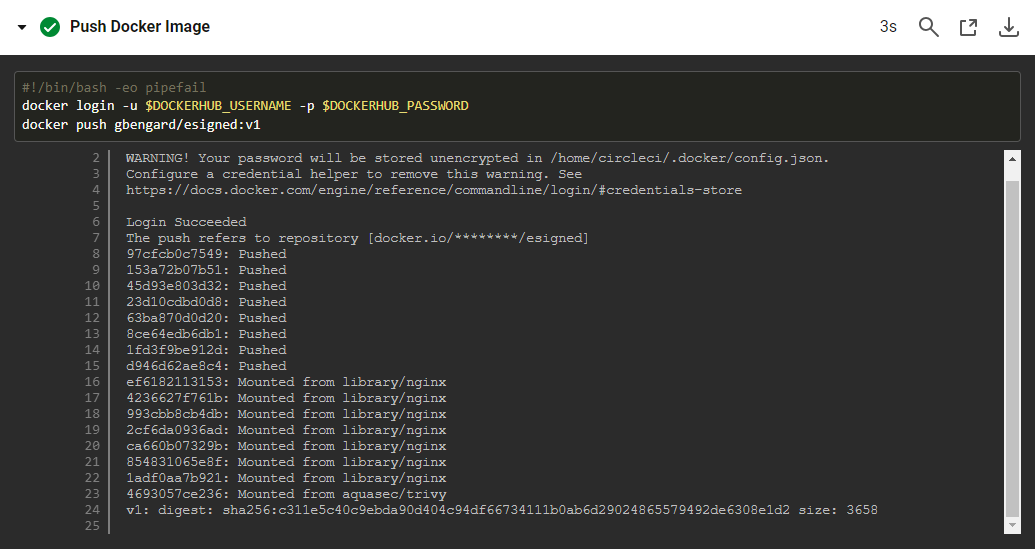 Push Docker Image
3s
#!/bin/bash -eo pipefail
docker login -u $DOCKERHUB_USERNAME -p $DOCKERHUB_PASSWORD
docker push gbengard/esigned:v1
2 WARNING! Your password will be stored unencrypted in /home/circleci/.docker/config.json.
3 Configure a credential helper to remove this warning. See
4 https://docs.docker.com/engine/reference/commandline/login/#credentials-store
5
6 Login Succeeded
7 The push refers to repository [docker.io/********/esigned]
8 97cfcb0c7549: Pushed
9 153a72b07b51: Pushed
10 45d93e803d32: Pushed
11 23d10cdbd0d8: Pushed
12 63ba870d0d20: Pushed
13 8ce64edb6db1: Pushed
14 1fd3f9be912d: Pushed
15 d946d62ae8c4: Pushed
16 ef6182113153: Mounted from library/nginx
17 4236627f761b: Mounted from library/nginx
18 993cbb8cb4db: Mounted from library/nginx
19 2cf6da0936ad: Mounted from library/nginx
20 ca660b07329b: Mounted from library/nginx
21 854831065e8f: Mounted from library/nginx
22 1adf0aa7b921: Mounted from library/nginx
23 4693057ce236: Mounted from aquasec/trivy
24 v1: digest: sha256:c311e5c40c9ebda90d404c94df66734111b0ab6d29024865579492de6308e1d2 size: 3658
25